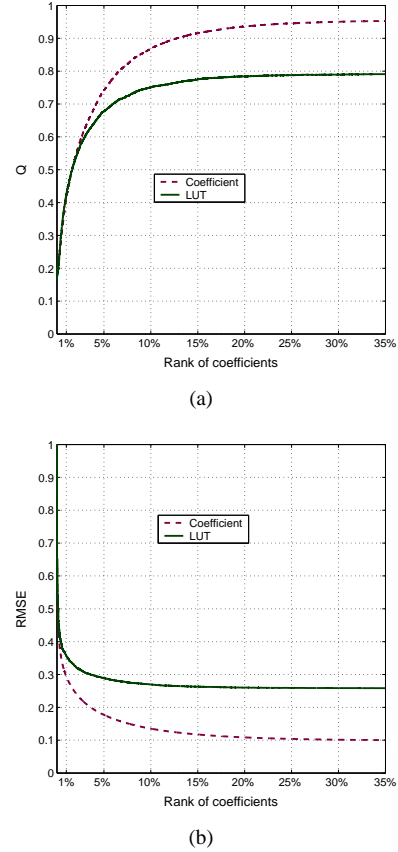 1
0.9
0.8
0.7
0.6
0.5
0.4
0.3
0.2
0.1
0
Q
Coefficient
LUT
1% 5% 10% 15% 20% 25% 30% 35%
Rank of coefficients
(a)
1
0.9
0.8
0.7
0.6
0.5
0.4
0.3
0.2
0.1
0
RMSE
Coefficient
LUT
1% 5% 10% 15% 20% 25% 30% 35%
Rank of coefficients
(b)